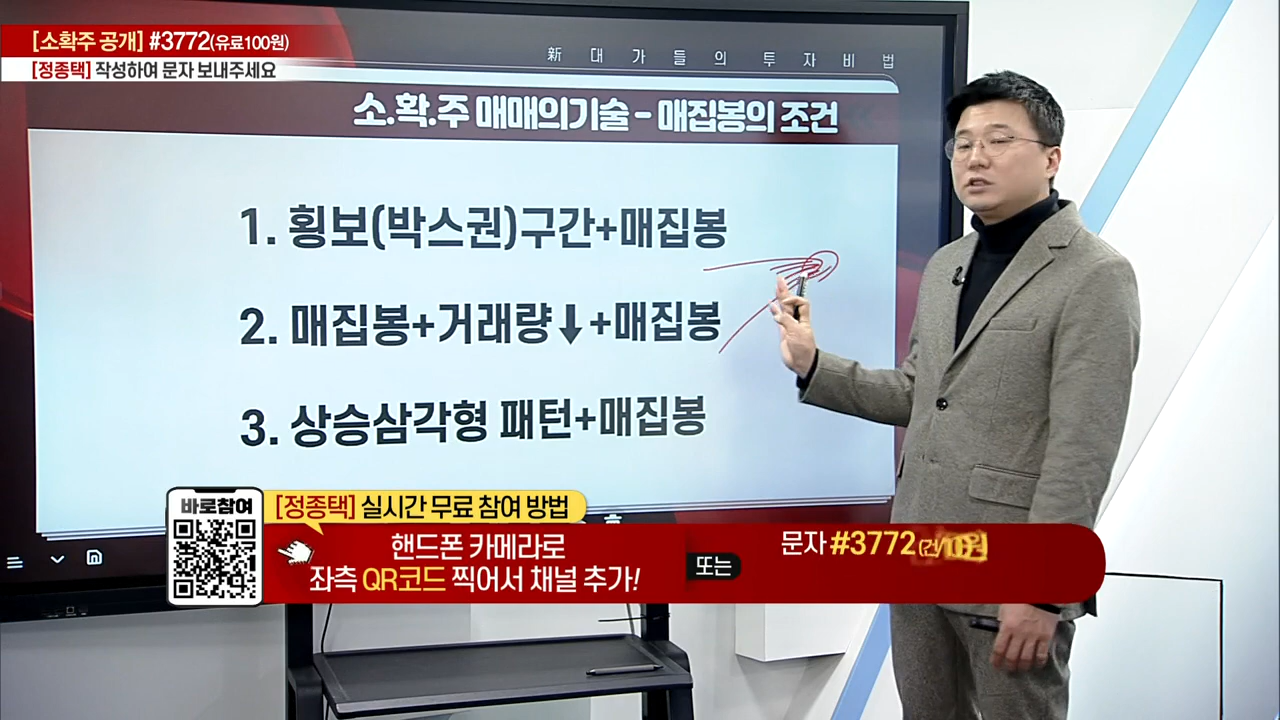 [소확주 공개] #3772(유료100원)
[정종택] 작성하여 문자 보내주세요
新 대 가 들 의 투 자 비 법
소.확.주 매매의기술 - 매집봉의 조건
1. 횡보(박스권)구간+매집봉
2. 매집봉+거래량↓+매집봉
3. 상승삼각형 패턴+매집봉
바로참여
[정종택] 실시간 무료 참여 방법
핸드폰 카메라로
좌측 QR코드 찍어서 채널 추가!
또는
문자 #3772